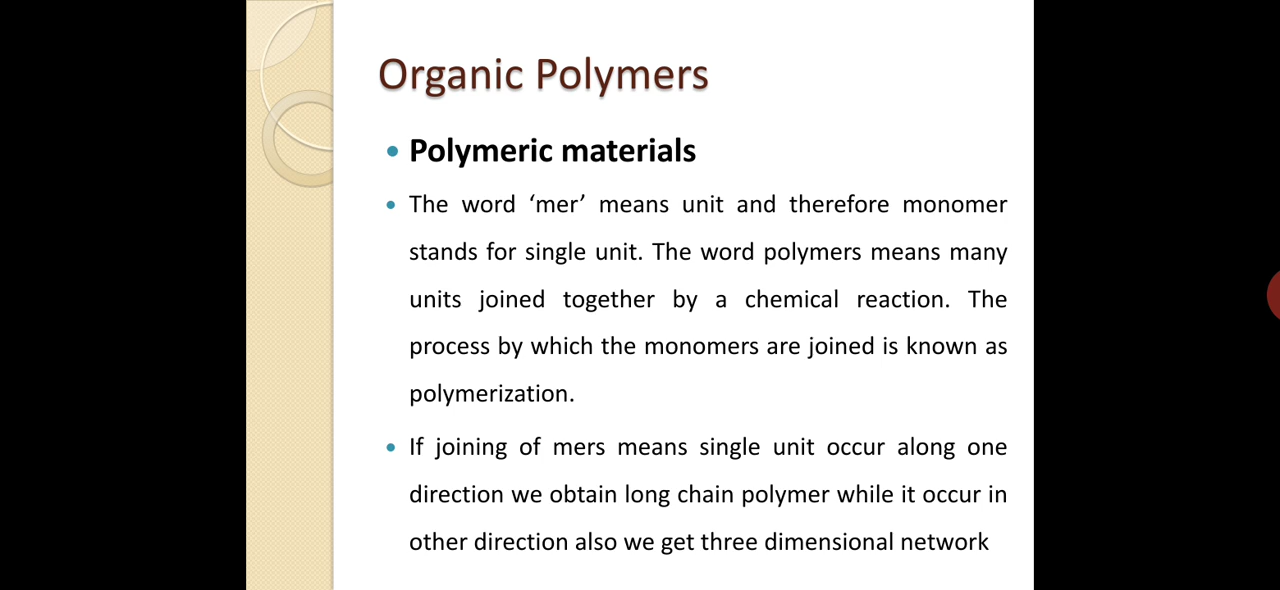 Organic Polymers
• Polymeric materials
• The word ‘mer’ means unit and therefore monomer
stands for single unit. The word polymers means many
units joined together by a chemical reaction. The
process by which the monomers are joined is known as
polymerization.
• If joining of mers means single unit occur along one
direction we obtain long chain polymer while it occur in
other direction also we get three dimensional network